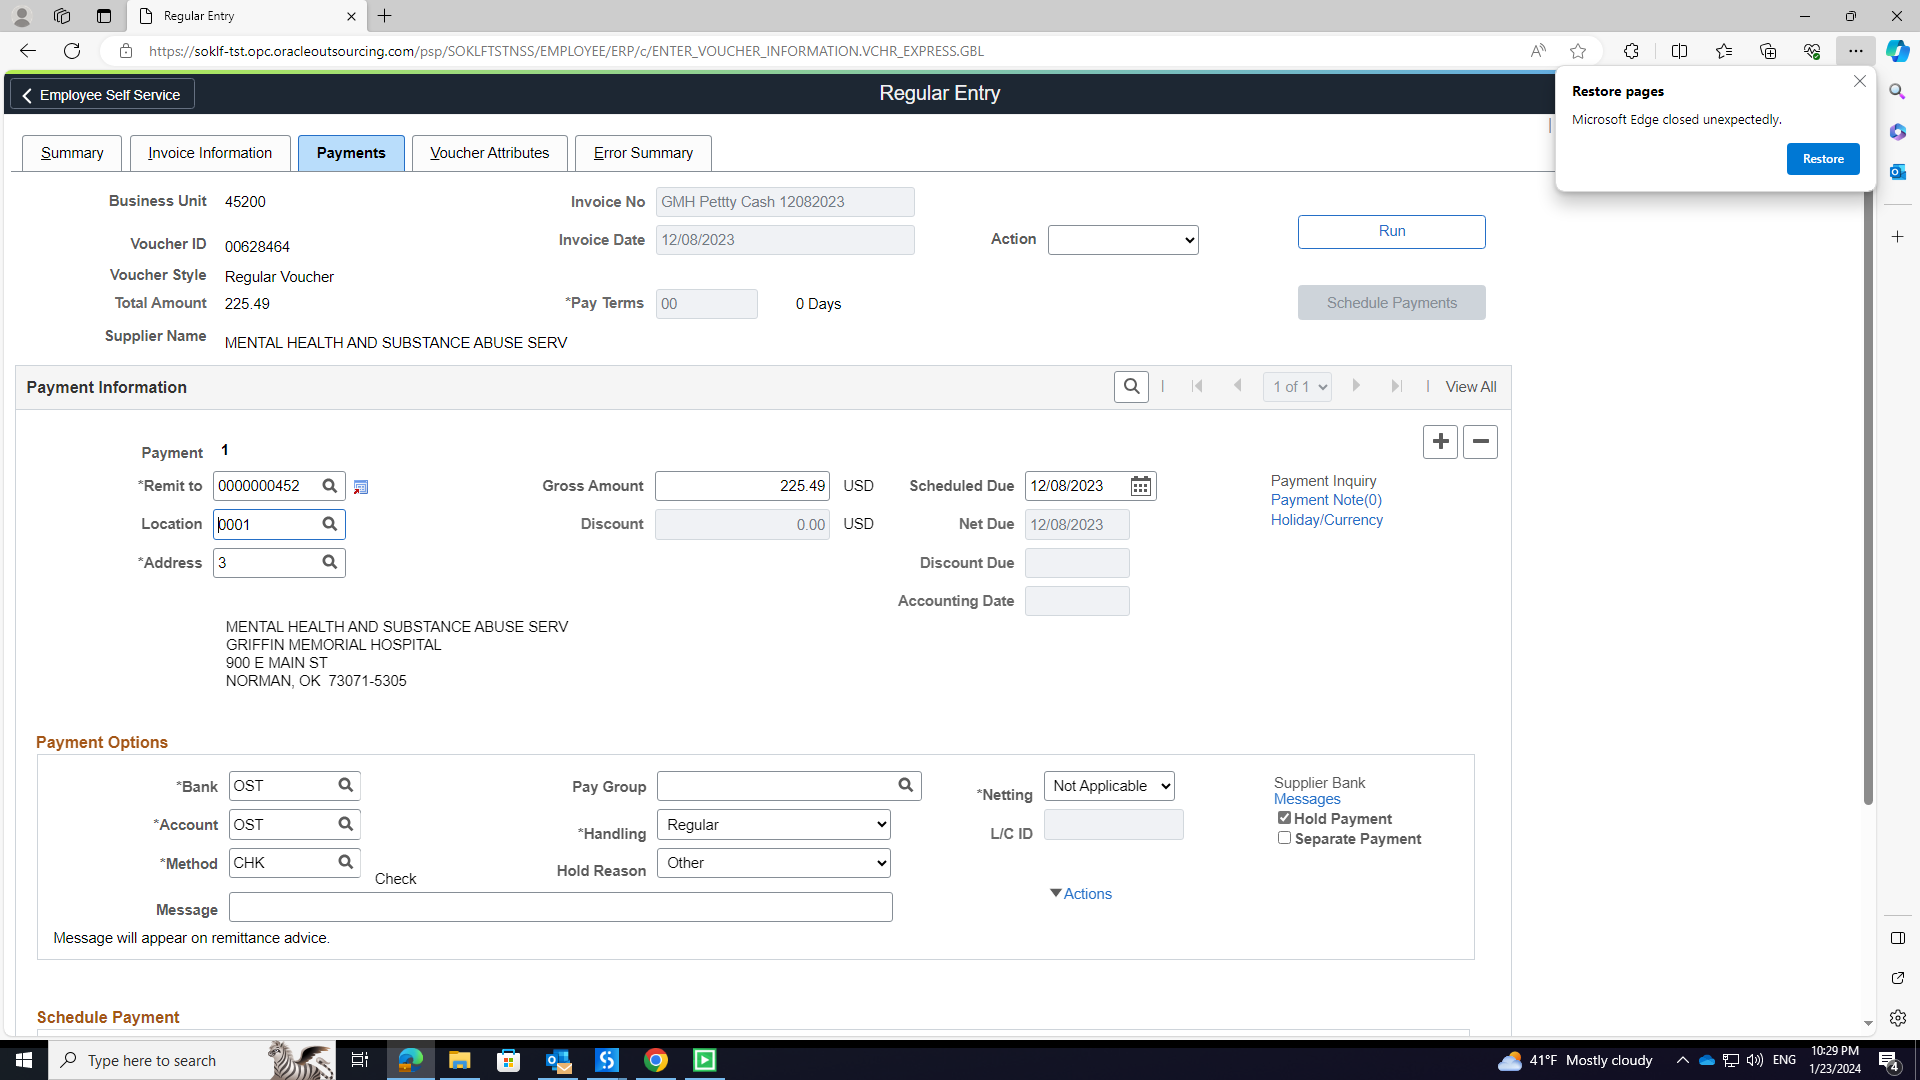 Regular Entry
https://soklf-tst.opc.oracleoutsourcing.com/psp/SOKLFTSTNSS/EMPLOYEE/ERP/c/ENTER_VOUCHER_INFORMATION.VCHR_EXPRESS.GBL
Employee Self Service
Regular Entry
Restore pages
Microsoft Edge closed unexpectedly.
Restore
Summary
Invoice Information
Payments
Voucher Attributes
Error Summary
Business Unit 45200
Invoice No GMH Pettty Cash 12082023
Voucher ID 00628464
Invoice Date 12/08/2023
Action
Run
Voucher Style Regular Voucher
Total Amount 225.49
*Pay Terms 00 0 Days
Schedule Payments
Supplier Name MENTAL HEALTH AND SUBSTANCE ABUSE SERV
Payment Information
1 of 1
View All
Payment 1
*Remit to 0000000452
Gross Amount 225.49 USD
Scheduled Due 12/08/2023
Payment Inquiry
Payment Note(0)
Location 0001
Discount 0.00 USD
Net Due 12/08/2023
Holiday/Currency
*Address 3
Discount Due
Accounting Date
MENTAL HEALTH AND SUBSTANCE ABUSE SERV
GRIFFIN MEMORIAL HOSPITAL
900 E MAIN ST
NORMAN, OK 73071-5305
Payment Options
*Bank OST
Pay Group
*Netting Not Applicable
Supplier Bank
Messages
*Account OST
*Handling Regular
L/C ID
Hold Payment
Separate Payment
*Method CHK
Check
Hold Reason Other
Actions
Message
Message will appear on remittance advice.
Schedule Payment
Type here to search
41°F Mostly cloudy
ENG
10:29 PM
1/23/2024
4